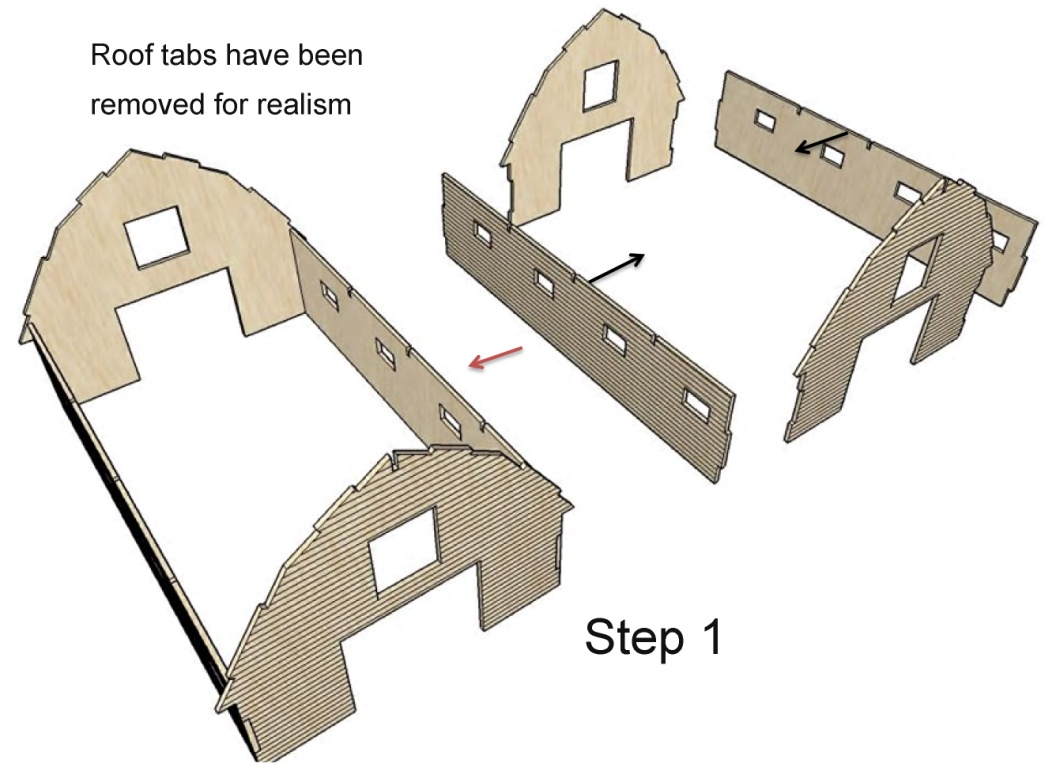 Roof tabs have been
removed for realism
Step 1